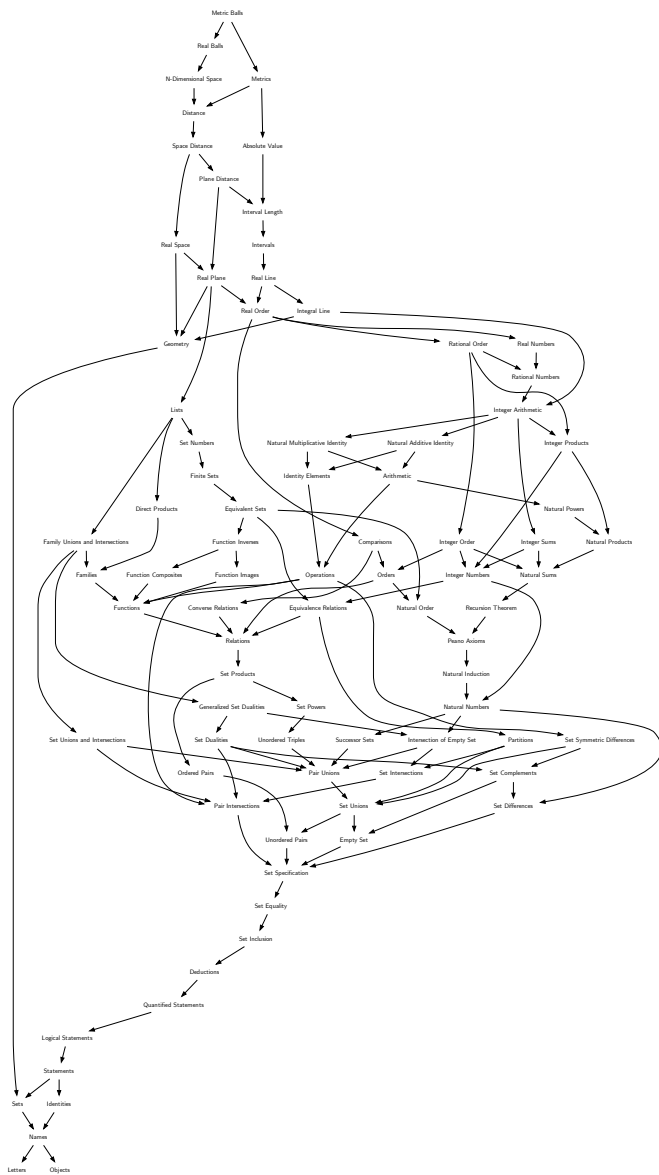 Metric Balls
Real Balls
N-Dimensional Space Metrics
Distance
Space Distance Absolute Value
Plane Distance
Interval Length
Real Space Intervals
Real Plane Real Line
Real Order Integral Line
Geometry Rational Order Real Numbers
Rational Numbers
Lists Integer Arithmetic
Set Numbers Natural Multiplicative Identity Natural Additive Identity Integer Products
Finite Sets Identity Elements Arithmetic
Direct Products Equivalent Sets Natural Powers
Family Unions and Intersections Function Inverses Comparisons Integer Order Integer Sums Natural Products
Families Function Composites Function Images Operations Orders Integer Numbers Natural Sums
Functions Converse Relations Equivalence Relations Natural Order Recursion Theorem
Relations Peano Axioms
Set Products Natural Induction
Generalized Set Dualities Set Powers Natural Numbers
Set Unions and Intersections Set Dualities Unordered Triples Successor Sets Intersection of Empty Set Partitions Set Symmetric Differences
Ordered Pairs Pair Unions Set Intersections Set Complements
Pair Intersections Set Unions Set Differences
Unordered Pairs Empty Set
Set Specification
Set Equality
Set Inclusion
Deductions
Quantified Statements
Logical Statements
Statements
Sets Identities
Names
Letters Objects